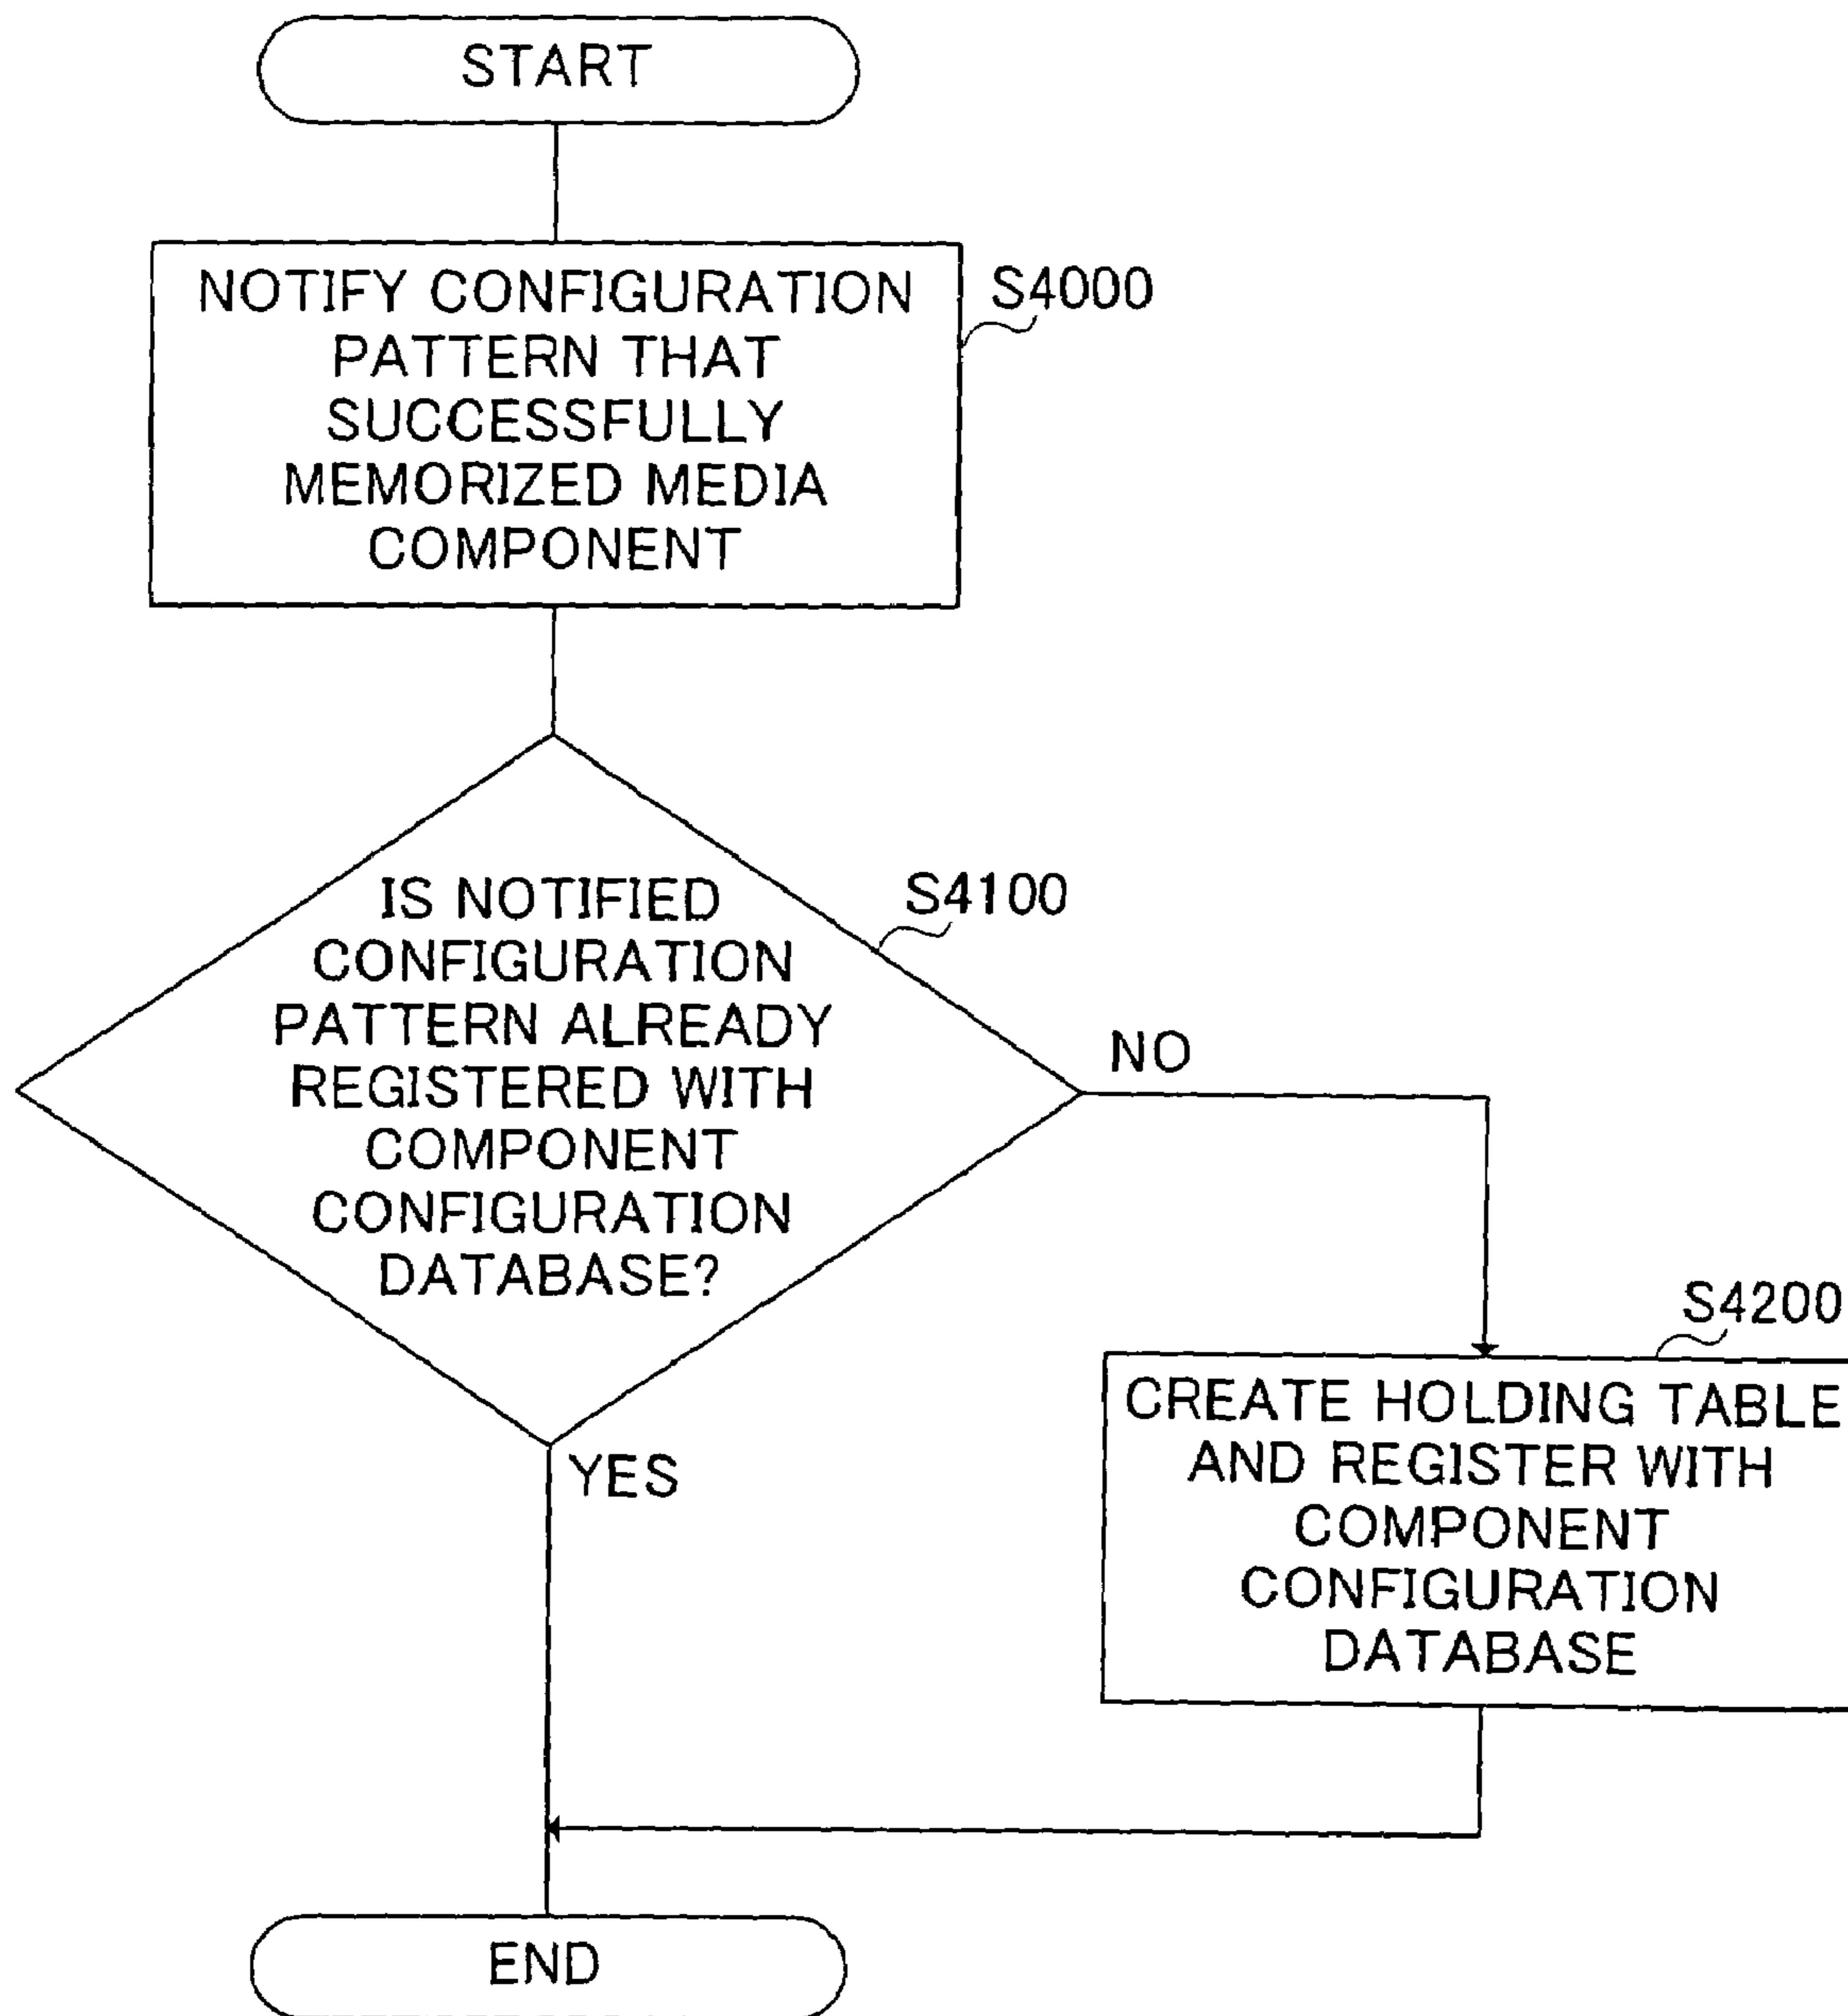 START
NOTIFY CONFIGURATION
PATTERN THAT
SUCCESSFULLY
MEMORIZED MEDIA
COMPONENT
S4000
IS NOTIFIED
CONFIGURATION
PATTERN ALREADY
REGISTERED WITH
COMPONENT
CONFIGURATION
DATABASE?
S4100
NO
YES
S4200
CREATE HOLDING TABLE
AND REGISTER WITH
COMPONENT
CONFIGURATION
DATABASE
END